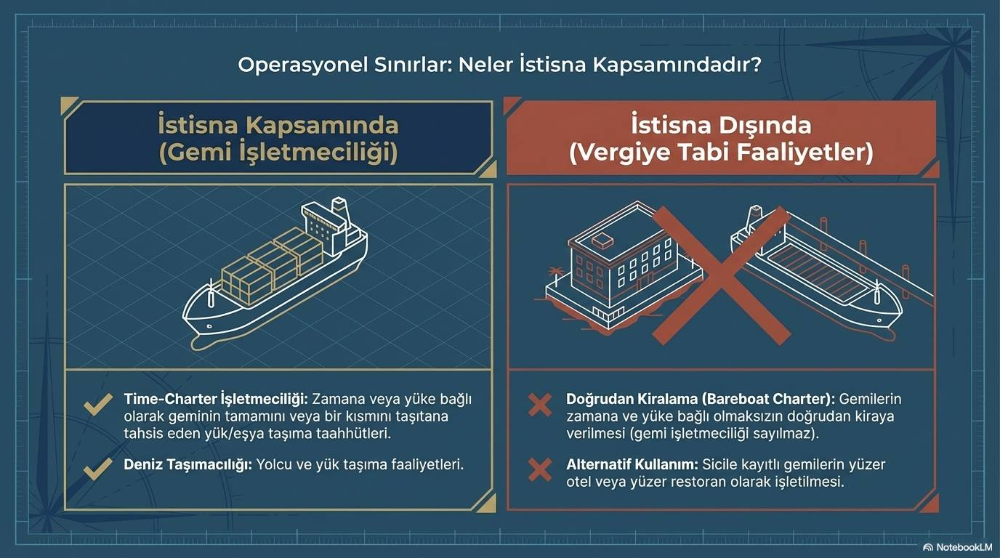 Operasyonel Sınırlar: Neler İstisna Kapsamındadır?
İstisna Kapsamında
(Gemi İşletmeciliği)
Time-Charter İşletmeciliği: Zamana veya yüke bağlı
olarak geminin tamamını veya bir kısmını taşıtana
tahsis eden yük/eşya taşıma taahhütleri.
Deniz Taşımacılığı: Yolcu ve yük taşıma faaliyetleri.
İstisna Dışında
(Vergiye Tabi Faaliyetler)
Doğrudan Kiralama (Bareboat Charter): Gemilerin
zamana ve yüke bağlı olmaksızın doğrudan kiraya
verilmesi (gemi işletmeciliği sayılmaz).
Alternatif Kullanım: Sicile kayıtlı gemilerin yüzer
otel veya yüzer restoran olarak işletilmesi.
NotebookLM